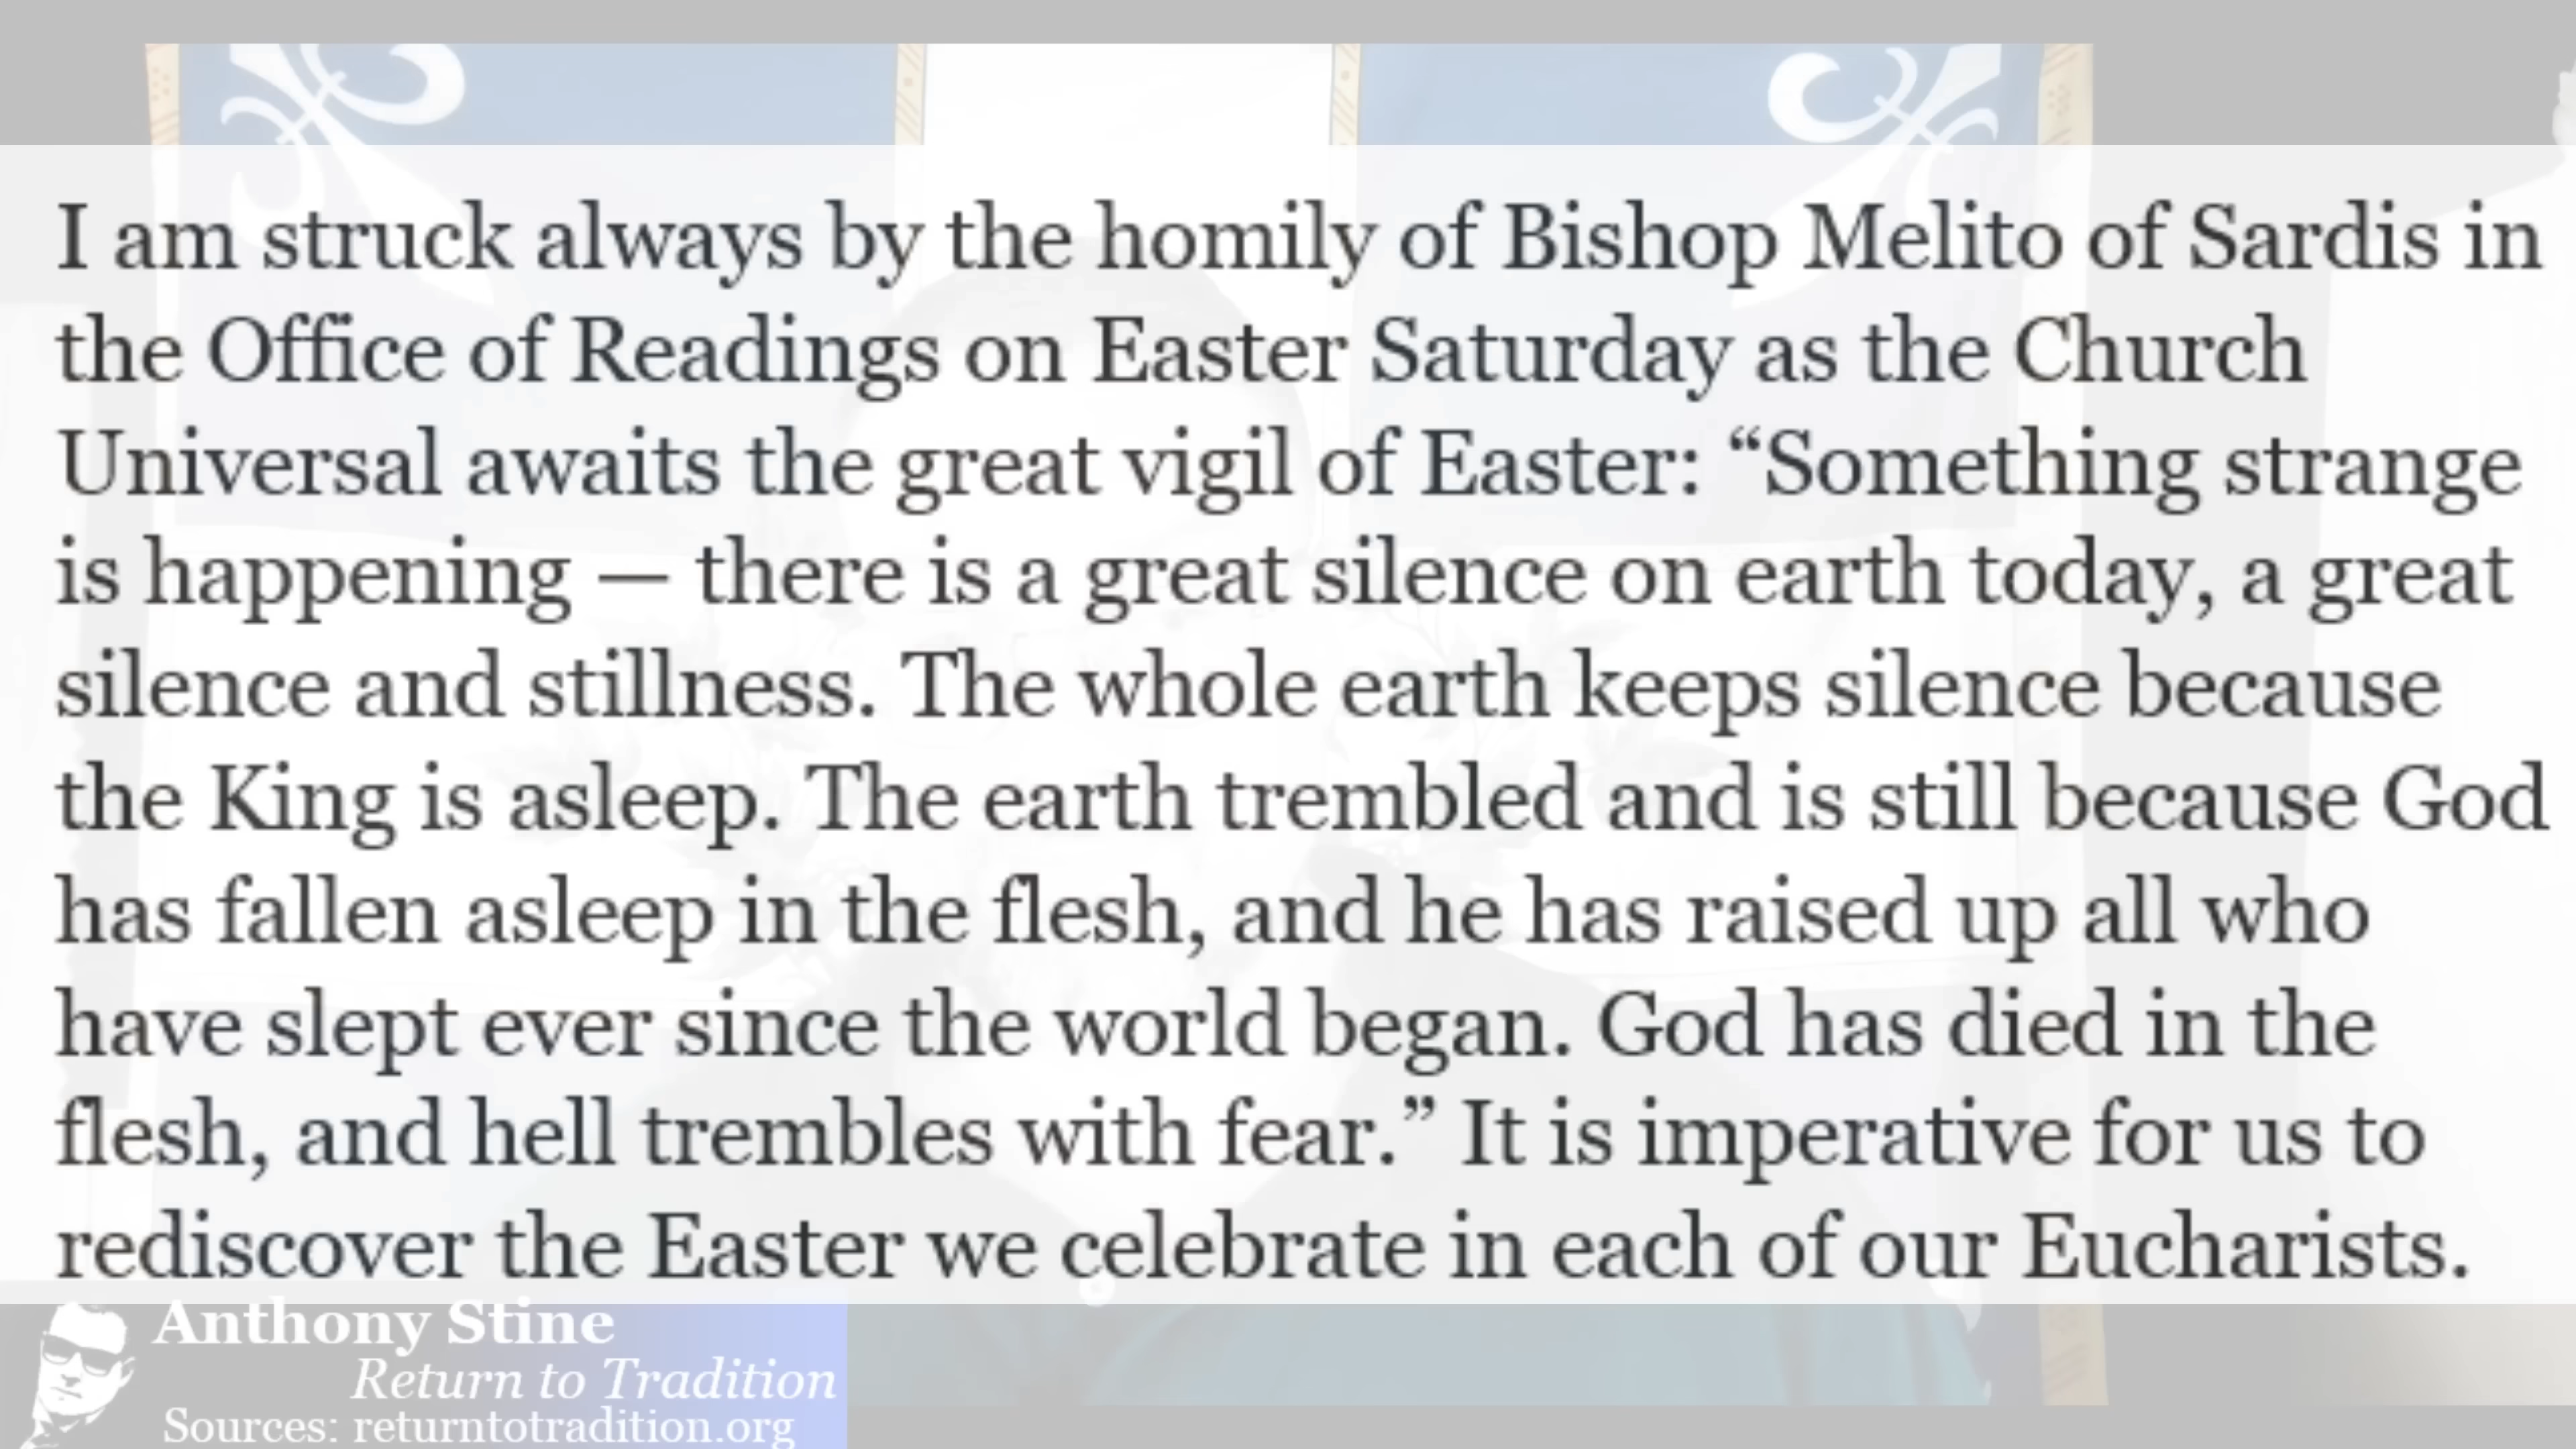 I am struck always by the homily of Bishop Melito of Sardis in
the Office of Readings on Easter Saturday as the Church
Universal awaits the great vigil of Easter: “Something strange
is happening — there is a great silence on earth today, a great
silence and stillness. The whole earth keeps silence because
the King is asleep. The earth trembled and is still because God
has fallen asleep in the flesh, and he has raised up all who
have slept ever since the world began. God has died in the
flesh, and hell trembles with fear.” It is imperative for us to
rediscover the Easter we celebrate in each of our Eucharists.
Anthony Stine
Return to Tradition
Sources: returntotradition.org